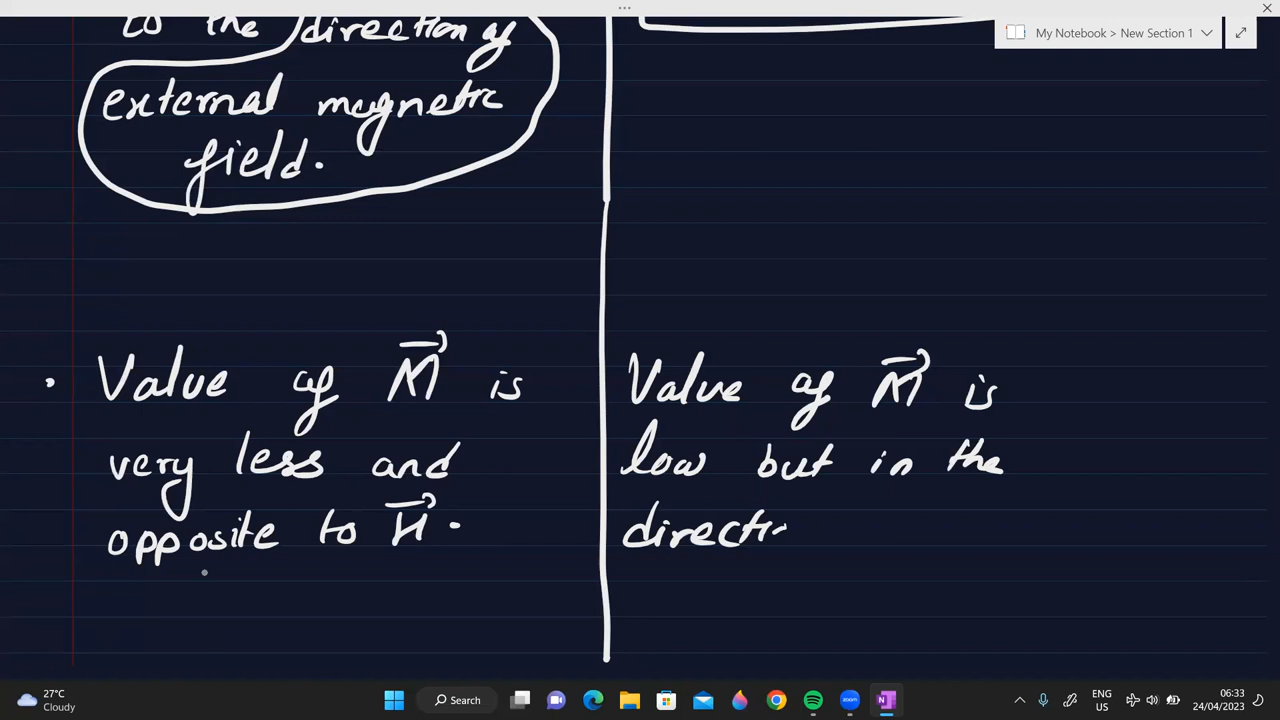 My Notebook > New Section 1
to the direction of
external magnetic
field.
• Value of M is
very less and
opposite to H.
Value of M is
low but in the
directi
27°C
Cloudy
Search
zoom
ENG
US
06:33
24/04/2023